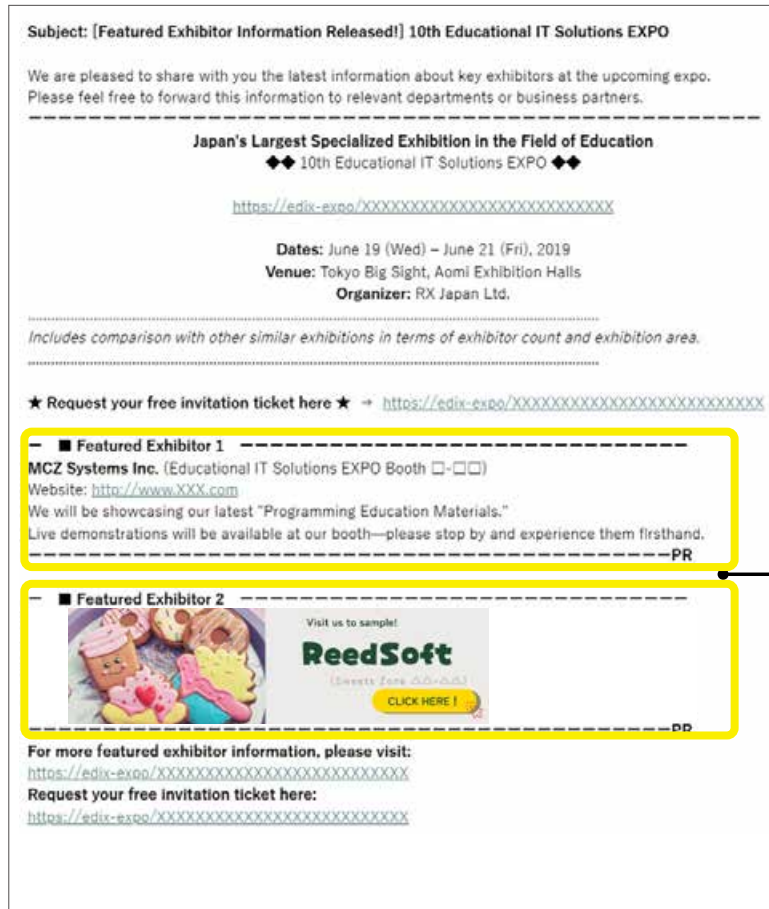 Subject: [Featured Exhibitor Information Released!] 10th Educational IT Solutions EXPO
We are pleased to share with you the latest information about key exhibitors at the upcoming expo.
Please feel free to forward this information to relevant departments or business partners.
Japan's Largest Specialized Exhibition in the Field of Education
◆◆ 10th Educational IT Solutions EXPO ◆◆
https://edix-expo/XXXXXXXXXXXXXXXXXXXXXXXXXX
Dates: June 19 (Wed) – June 21 (Fri), 2019
Venue: Tokyo Big Sight, Aomi Exhibition Halls
Organizer: RX Japan Ltd.
Includes comparison with other similar exhibitions in terms of exhibitor count and exhibition area.
★ Request your free invitation ticket here ★ → https://edix-expo/XXXXXXXXXXXXXXXXXXXXXXXXXX
■ Featured Exhibitor 1
MCZ Systems Inc. (Educational IT Solutions EXPO Booth □-□□)
Website: http://www.XXX.com
We will be showcasing our latest "Programming Education Materials."
Live demonstrations will be available at our booth—please stop by and experience them firsthand.
PR
■ Featured Exhibitor 2
Visit us to sample!
ReedSoft
(Sweets Zone △△-△△)
CLICK HERE !
PR
For more featured exhibitor information, please visit:
https://edix-expo/XXXXXXXXXXXXXXXXXXXXXXXXXX
Request your free invitation ticket here:
https://edix-expo/XXXXXXXXXXXXXXXXXXXXXXXXXX